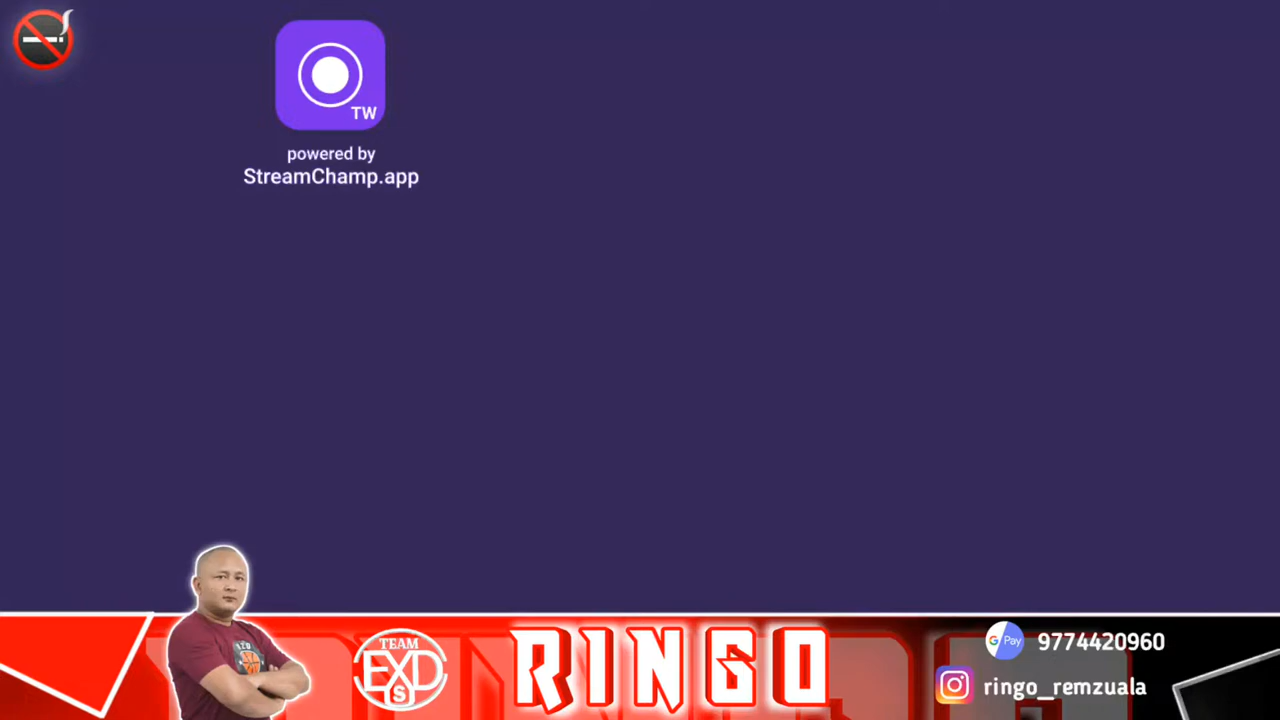 TW
powered by
StreamChamp.app
TEAM
EXD
S
RINGO
G Pay 9774420960
ringo_remzuala